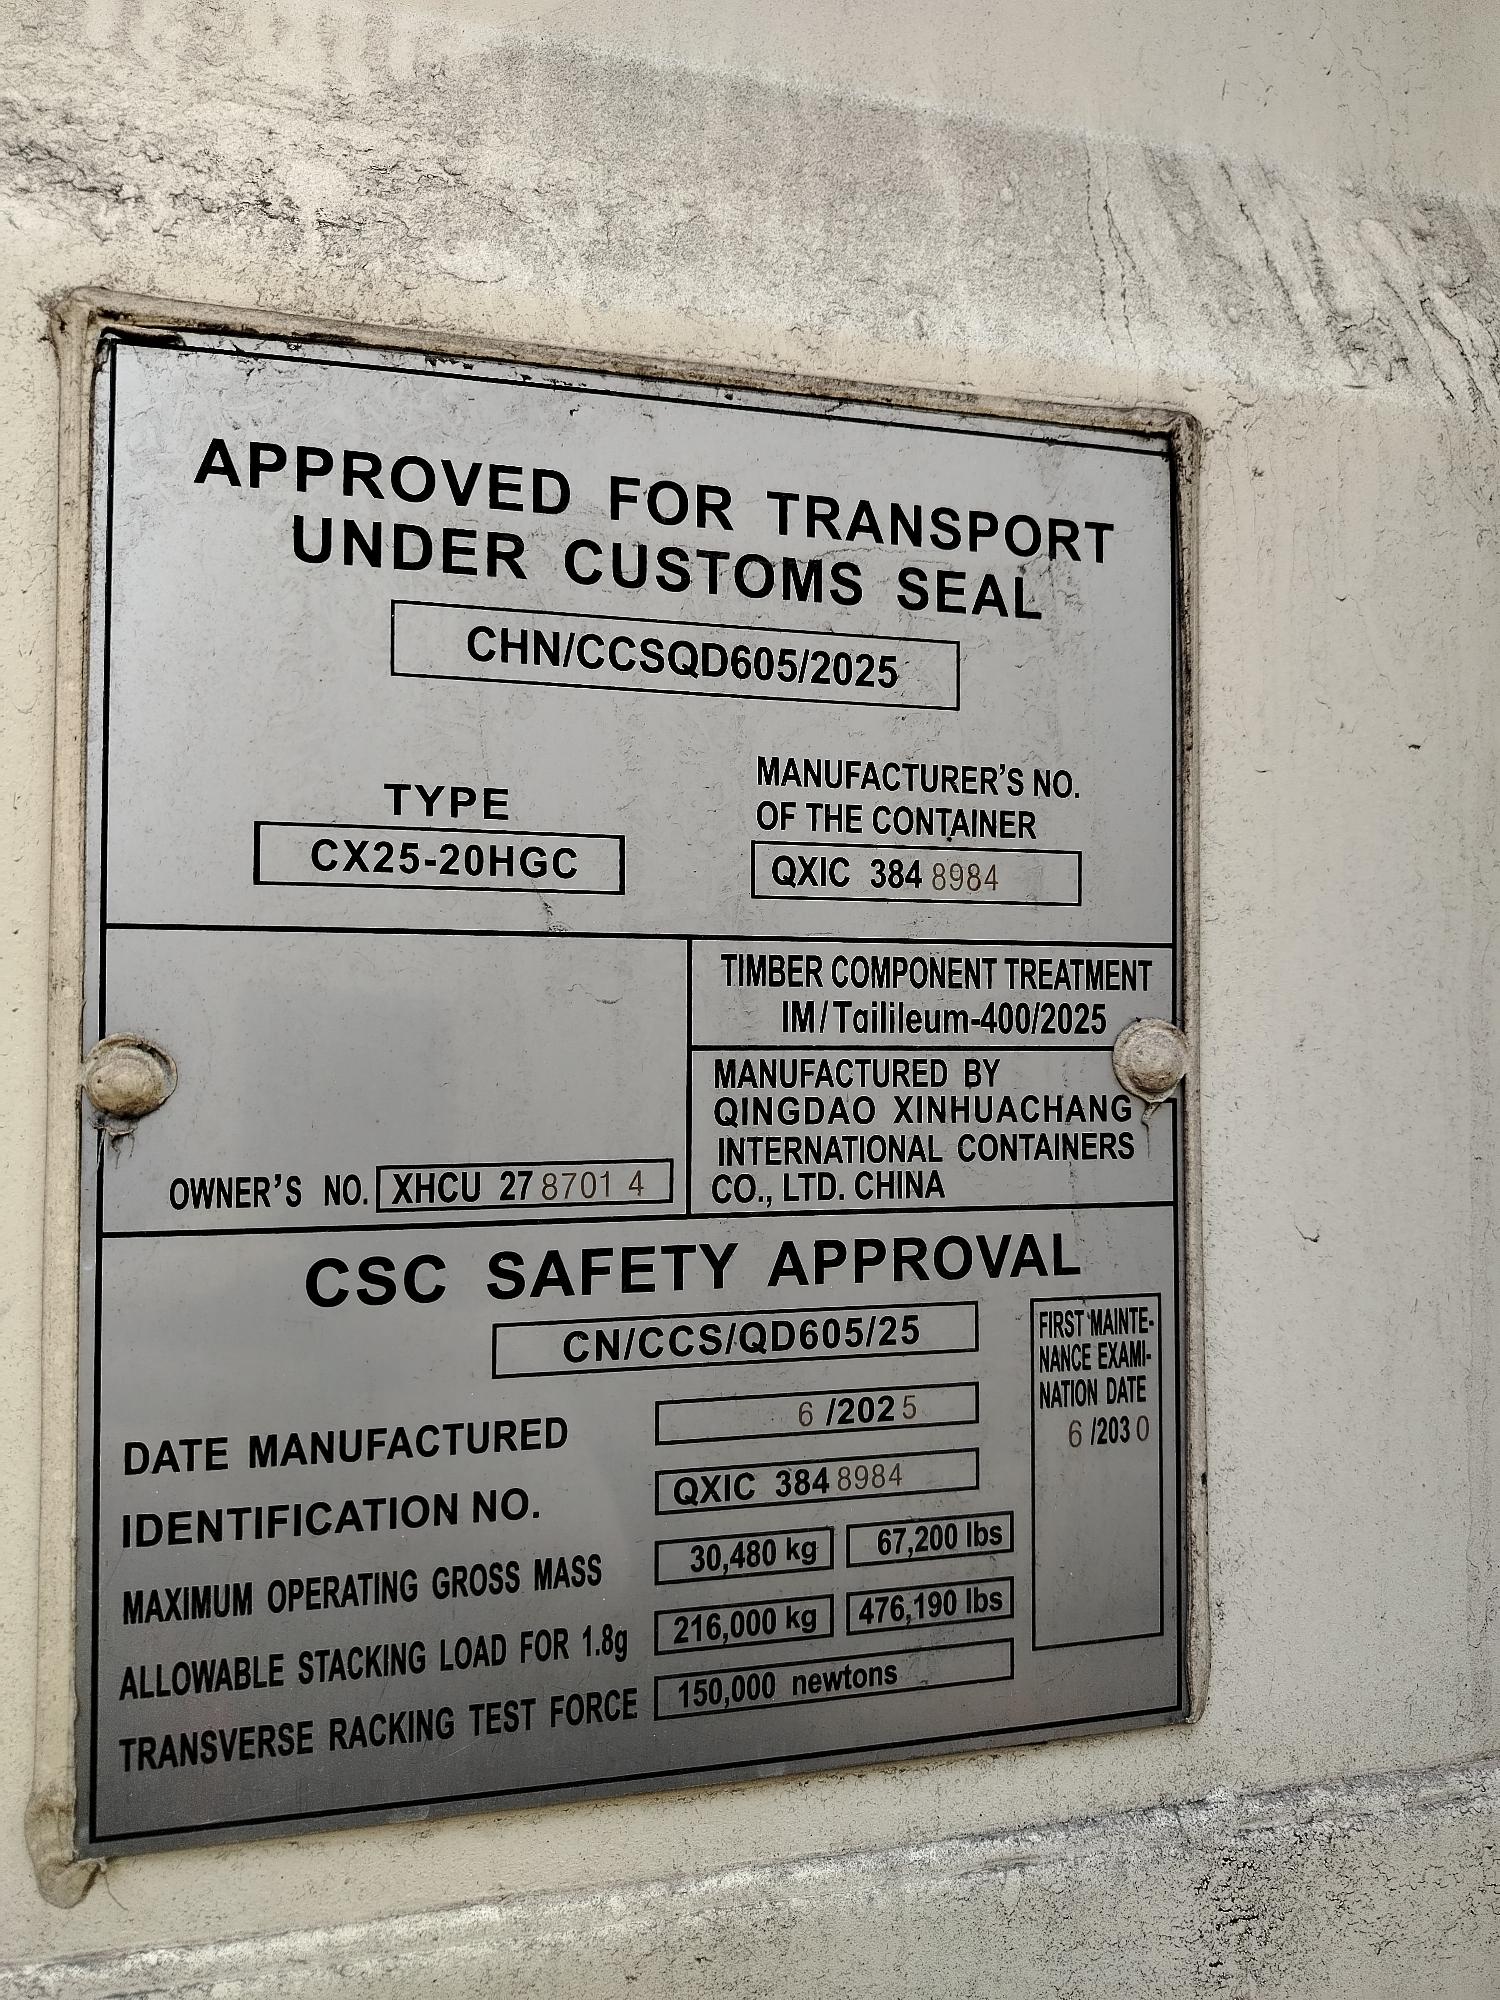 APPROVED FOR TRANSPORT
UNDER CUSTOMS SEAL
CHN/CCSQD605/2025
TYPE
CX25-20HGC
MANUFACTURER'S NO.
OF THE CONTAINER
QXIC 384 8984
TIMBER COMPONENT TREATMENT
IM/Tailileum-400/2025
MANUFACTURED BY
QINGDAO XINHUACHANG
INTERNATIONAL CONTAINERS
CO., LTD. CHINA
OWNER'S NO. XHCU 27 8701 4
CSC SAFETY APPROVAL
CN/CCS/QD605/25
FIRST MAINTE-
NANCE EXAMI-
NATION DATE
6 /2030
DATE MANUFACTURED 6 /2025
IDENTIFICATION NO. QXIC 384 8984
MAXIMUM OPERATING GROSS MASS 30,480 kg 67,200 lbs
ALLOWABLE STACKING LOAD FOR 1.8g 216,000 kg 476,190 lbs
TRANSVERSE RACKING TEST FORCE 150,000 newtons